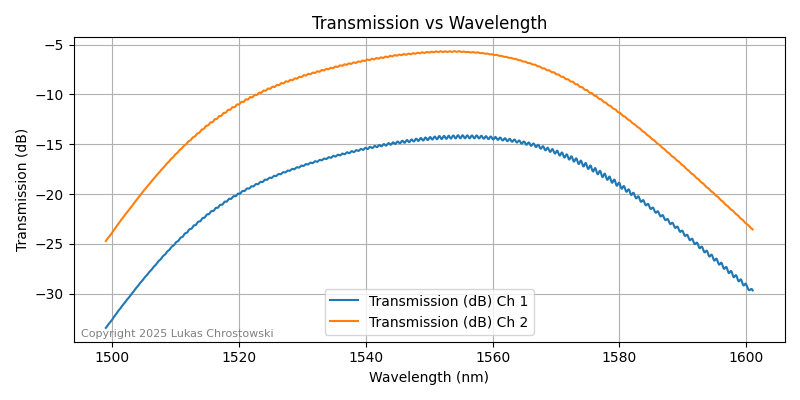 Transmission vs Wavelength
Transmission (dB)
−5
−10
−15
−20
−25
−30
Transmission (dB) Ch 1
Transmission (dB) Ch 2
Copyright 2025 Lukas Chrostowski
1500 1520 1540 1560 1580 1600
Wavelength (nm)